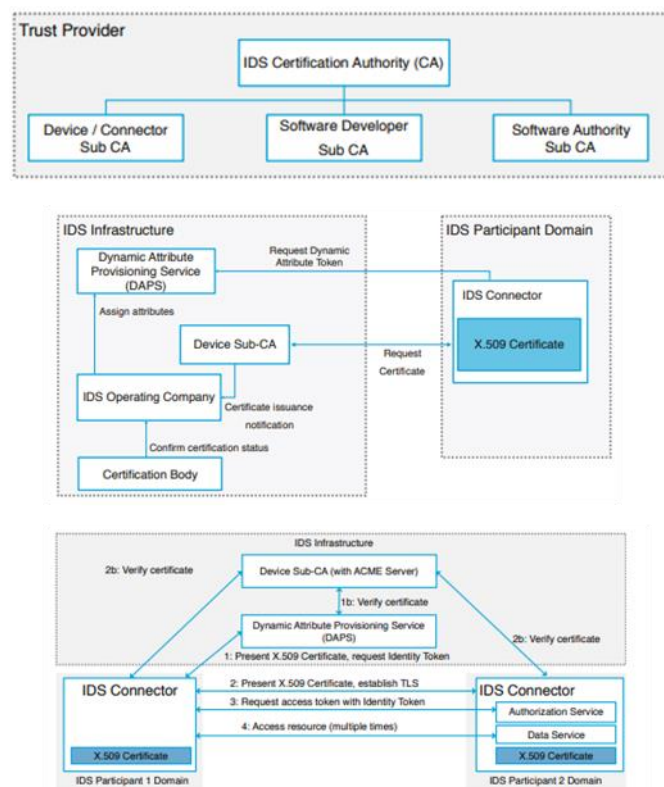 Trust Provider
IDS Certification Authority (CA)
Device / Connector
Sub CA
Software Developer
Sub CA
Software Authority
Sub CA
IDS Infrastructure
IDS Participant Domain
Dynamic Attribute
Provisioning Service
(DAPS)
Request Dynamic
Attribute Token
IDS Connector
X.509 Certificate
Assign attributes
Device Sub-CA
Request
Certificate
IDS Operating Company
Certificate issuance
notification
Confirm certification status
Certification Body
IDS Infrastructure
2b: Verify certificate
Device Sub-CA (with ACME Server)
1b: Verify certificate
Dynamic Attribute Provisioning Service
(DAPS)
2b: Verify certificate
1: Present X.509 Certificate, request Identity Token
IDS Connector
2: Present X.509 Certificate, establish TLS
IDS Connector
3: Request access token with Identity Token
Authorization Service
4: Access resource (multiple times)
Data Service
X.509 Certificate
X.509 Certificate
IDS Participant 1 Domain
IDS Participant 2 Domain